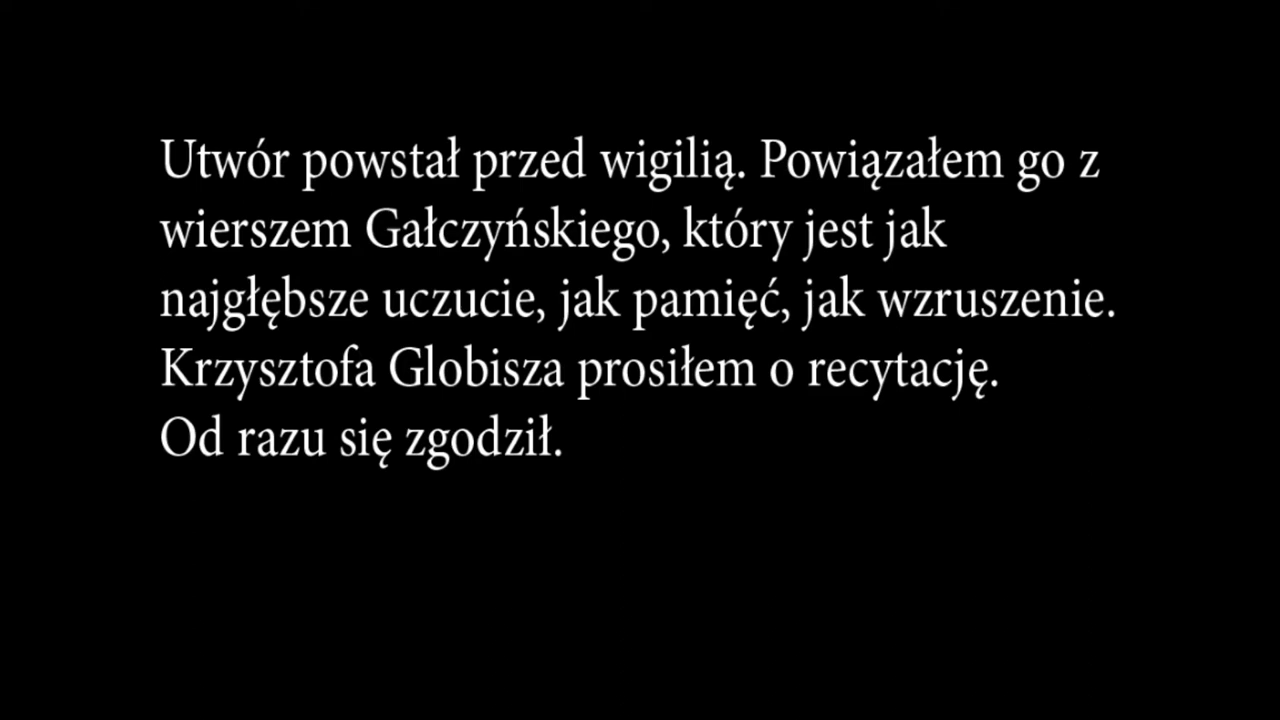 Utwór powstał przed wigilią. Powiązałem go z
wierszem Gałczyńskiego, który jest jak
najgłębsze uczucie, jak pamięć, jak wzruszenie.
Krzysztofa Globisza prosiłem o recytację.
Od razu się zgodził.